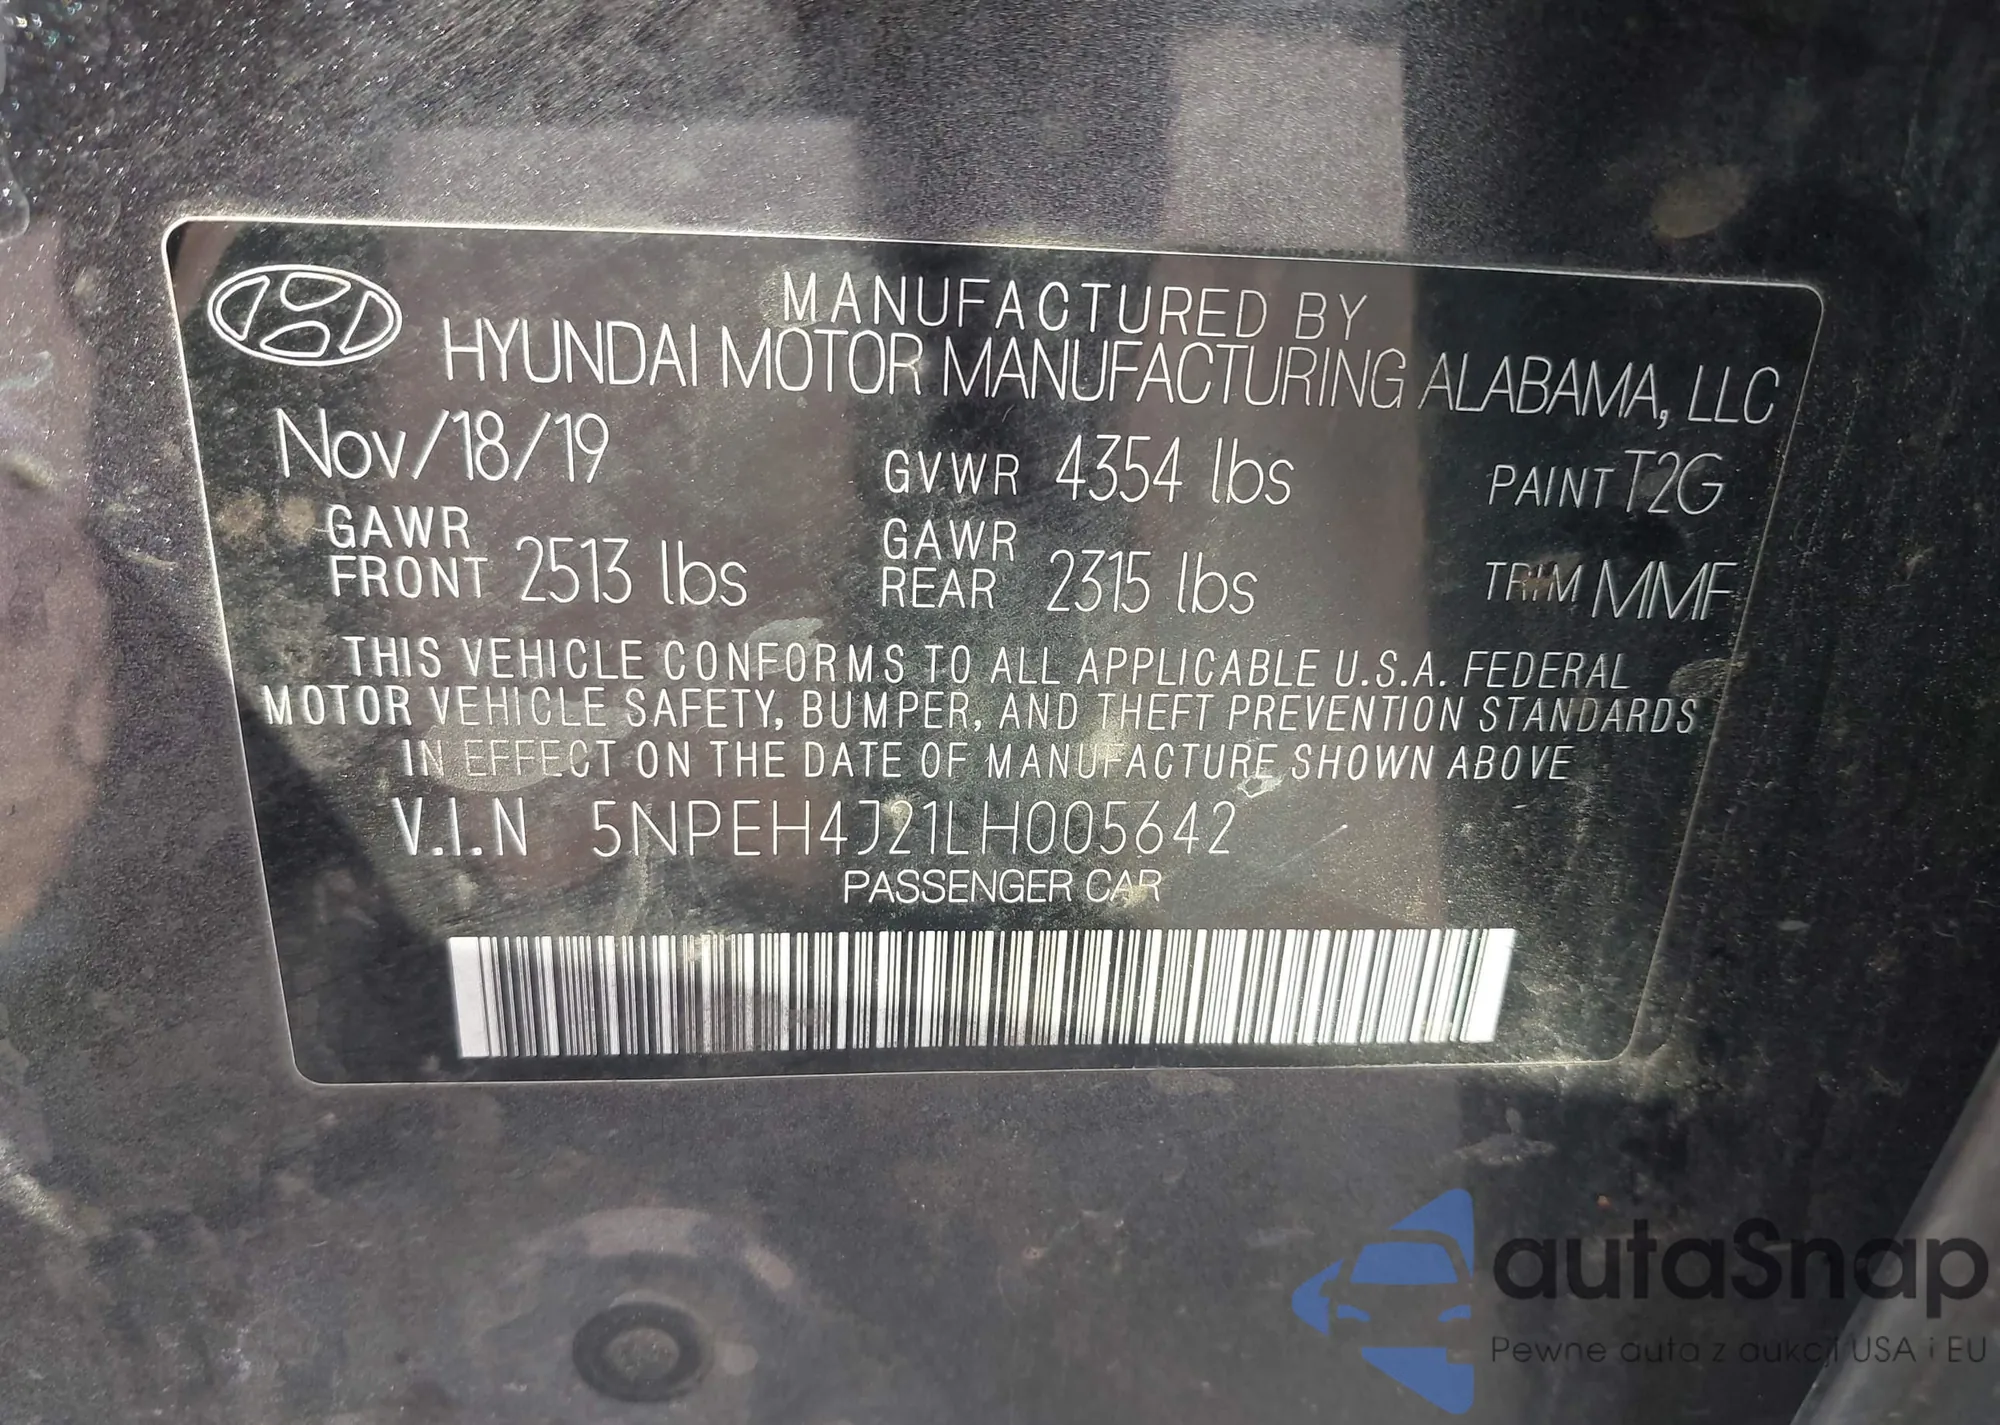 MANUFACTURED BY
HYUNDAI MOTOR MANUFACTURING ALABAMA, LLC
Nov/18/19 GVWR 4354 lbs PAINT T2G
GAWR FRONT 2513 lbs GAWR REAR 2315 lbs TRIM MMF
THIS VEHICLE CONFORMS TO ALL APPLICABLE U.S.A. FEDERAL
MOTOR VEHICLE SAFETY, BUMPER, AND THEFT PREVENTION STANDARDS
IN EFFECT ON THE DATE OF MANUFACTURE SHOWN ABOVE
V.I.N 5NPEH4J21LH005642
PASSENGER CAR
autaSnap
Pewne auta z aukcji USA i EU